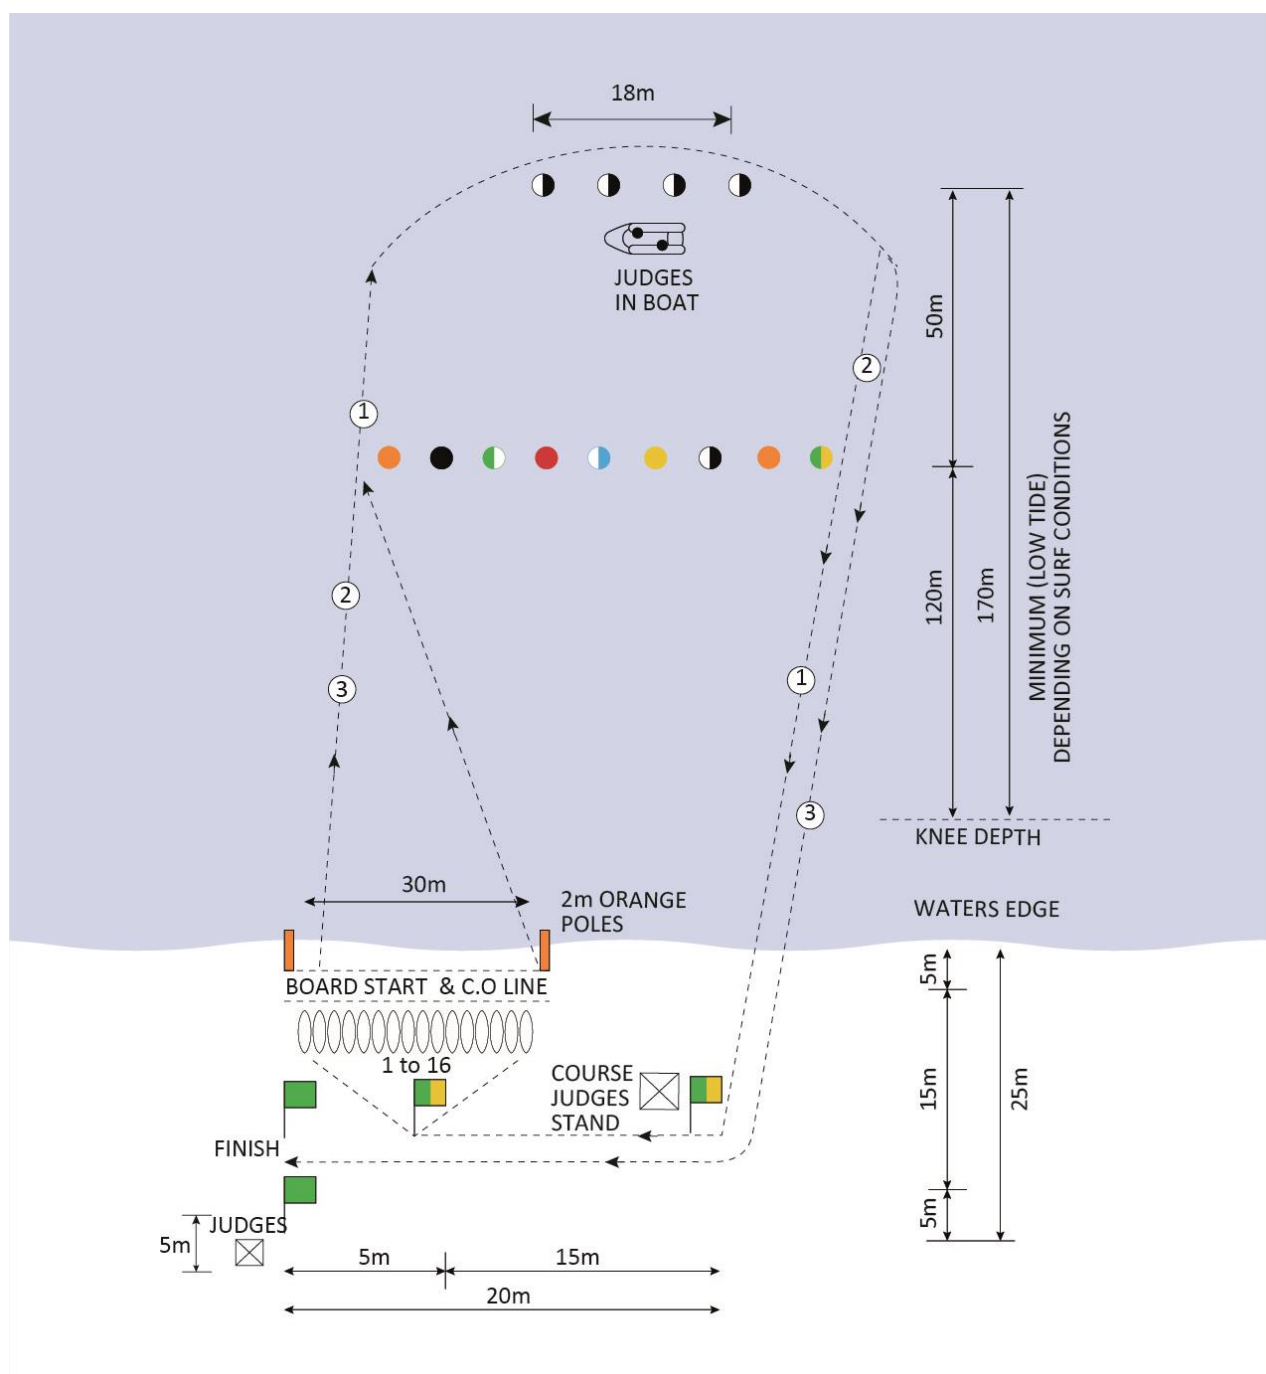 18m
JUDGES
IN BOAT
50m
2
1
2
120m
170m
MINIMUM (LOW TIDE)
DEPENDING ON SURF CONDITIONS
3
1
3
KNEE DEPTH
30m
2m ORANGE
POLES
WATERS EDGE
BOARD START & C.O LINE
5m
1 to 16
COURSE
JUDGES
STAND
15m
25m
FINISH
5m
JUDGES
5m
5m
15m
20m